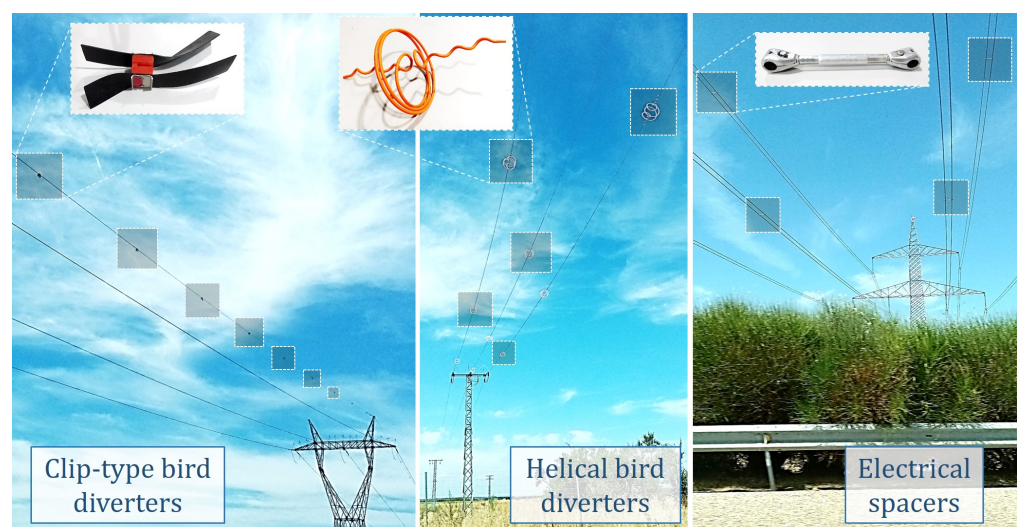 Clip-type bird
diverters
Helical bird
diverters
Electrical
spacers